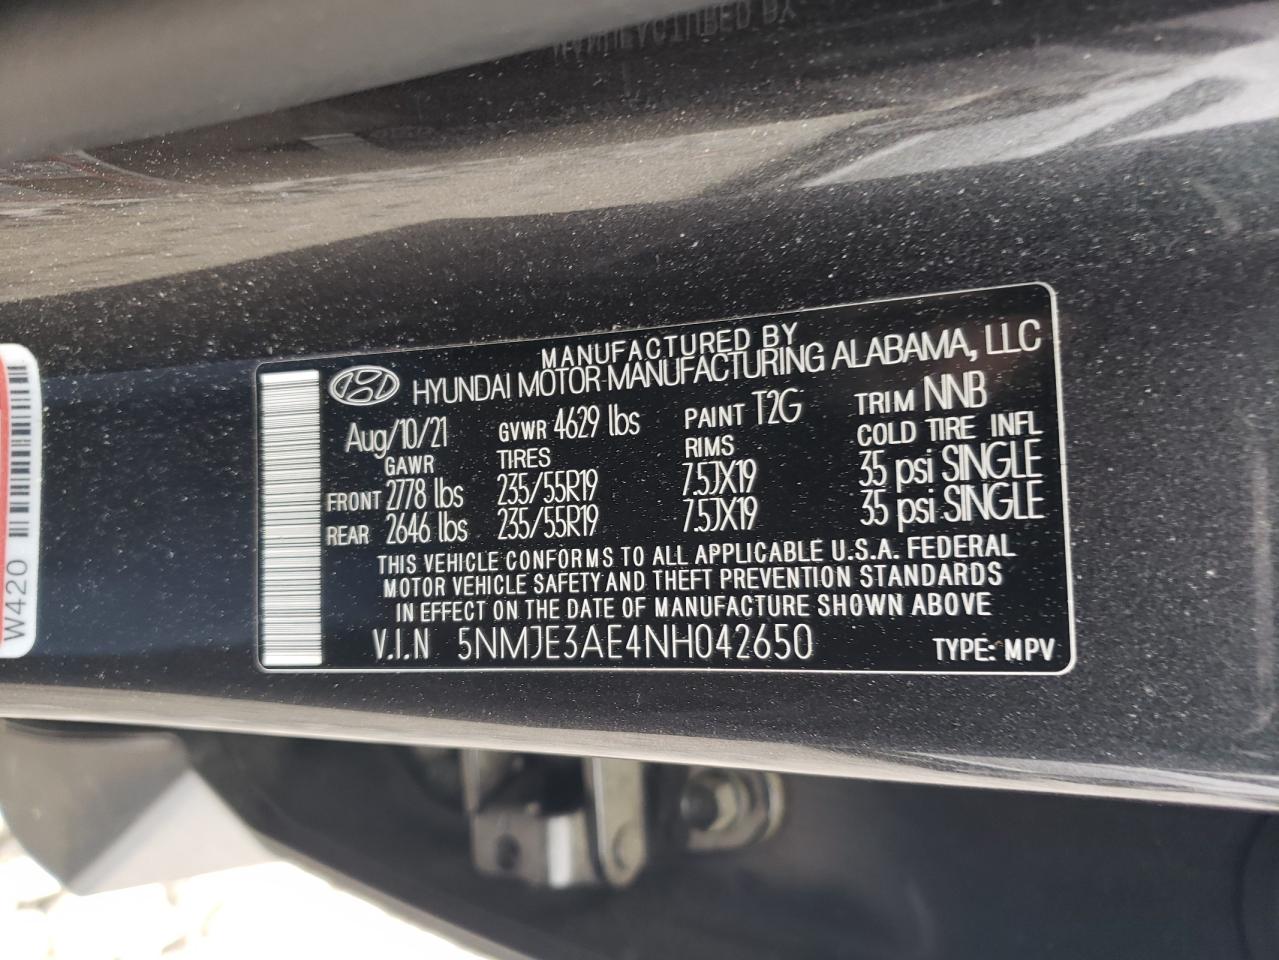 MANUFACTURED BY
HYUNDAI MOTOR MANUFACTURING ALABAMA, LLC
Aug/10/21 GVWR 4629 lbs PAINT T2G TRIM NNB
GAWR TIRES RIMS COLD TIRE INFL
FRONT 2778 lbs 235/55R19 7.5JX19 35 psi SINGLE
REAR 2646 lbs 235/55R19 7.5JX19 35 psi SINGLE
THIS VEHICLE CONFORMS TO ALL APPLICABLE U.S.A. FEDERAL
MOTOR VEHICLE SAFETY AND THEFT PREVENTION STANDARDS
IN EFFECT ON THE DATE OF MANUFACTURE SHOWN ABOVE
V.I.N 5NMJE3AE4NH042650 TYPE: MPV
W420